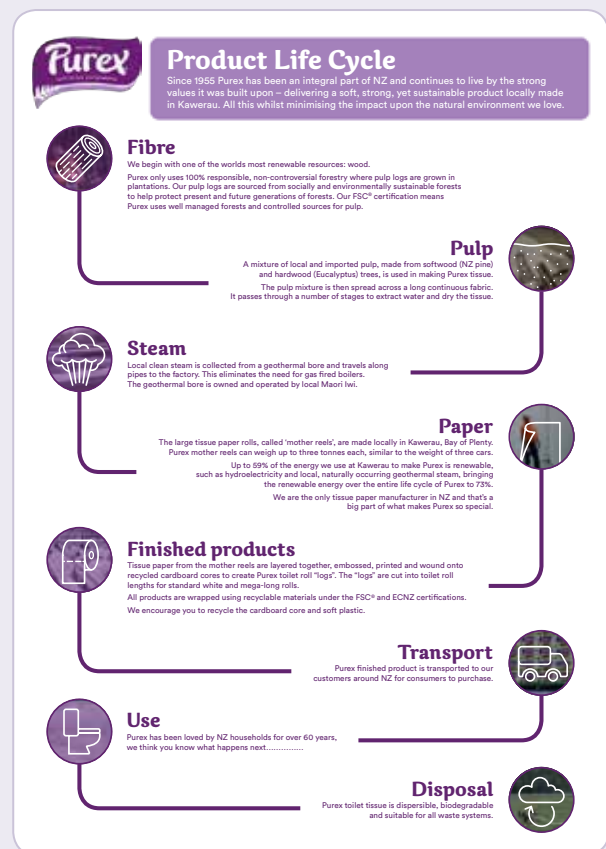 Purex
Product Life Cycle
Since 1955 Purex has been an integral part of NZ and continues to live by the strong
values it was built upon – delivering a soft, strong, yet sustainable product locally made
in Kawerau. All this whilst minimising the impact upon the natural environment we love.
Fibre
We begin with one of the worlds most renewable resources: wood.
Purex only uses 100% responsible, non-controversial forestry where pulp logs are grown in
plantations. Our pulp logs are sourced from socially and environmentally sustainable forests
to help protect present and future generations of forests. Our FSC® certification means
Purex uses well managed forests and controlled sources for pulp.
Pulp
A mixture of local and imported pulp, made from softwood (NZ pine)
and hardwood (Eucalyptus) trees, is used in making Purex tissue.
The pulp mixture is then spread across a long continuous fabric.
It passes through a number of stages to extract water and dry the tissue.
Steam
Local clean steam is collected from a geothermal bore and travels along
pipes to the factory. This eliminates the need for gas fired boilers.
The geothermal bore is owned and operated by local Maori Iwi.
Paper
The large tissue paper rolls, called 'mother reels', are made locally in Kawerau, Bay of Plenty.
Purex mother reels can weigh up to three tonnes each, similar to the weight of three cars.
Up to 59% of the energy we use at Kawerau to make Purex is renewable,
such as hydroelectricity and local, naturally occurring geothermal steam, bringing
the renewable energy over the entire life cycle of Purex to 73%.
We are the only tissue paper manufacturer in NZ and that's a
big part of what makes Purex so special.
Finished products
Tissue paper from the mother reels are layered together, embossed, printed and wound onto
recycled cardboard cores to create Purex toilet roll "logs". The "logs" are cut into toilet roll
lengths for standard white and mega-long rolls.
All products are wrapped using recyclable materials under the FSC® and ECNZ certifications.
We encourage you to recycle the cardboard core and soft plastic.
Transport
Purex finished product is transported to our
customers around NZ for consumers to purchase.
Use
Purex has been loved by NZ households for over 60 years,
we think you know what happens next...............
Disposal
Purex toilet tissue is dispersible, biodegradable
and suitable for all waste systems.